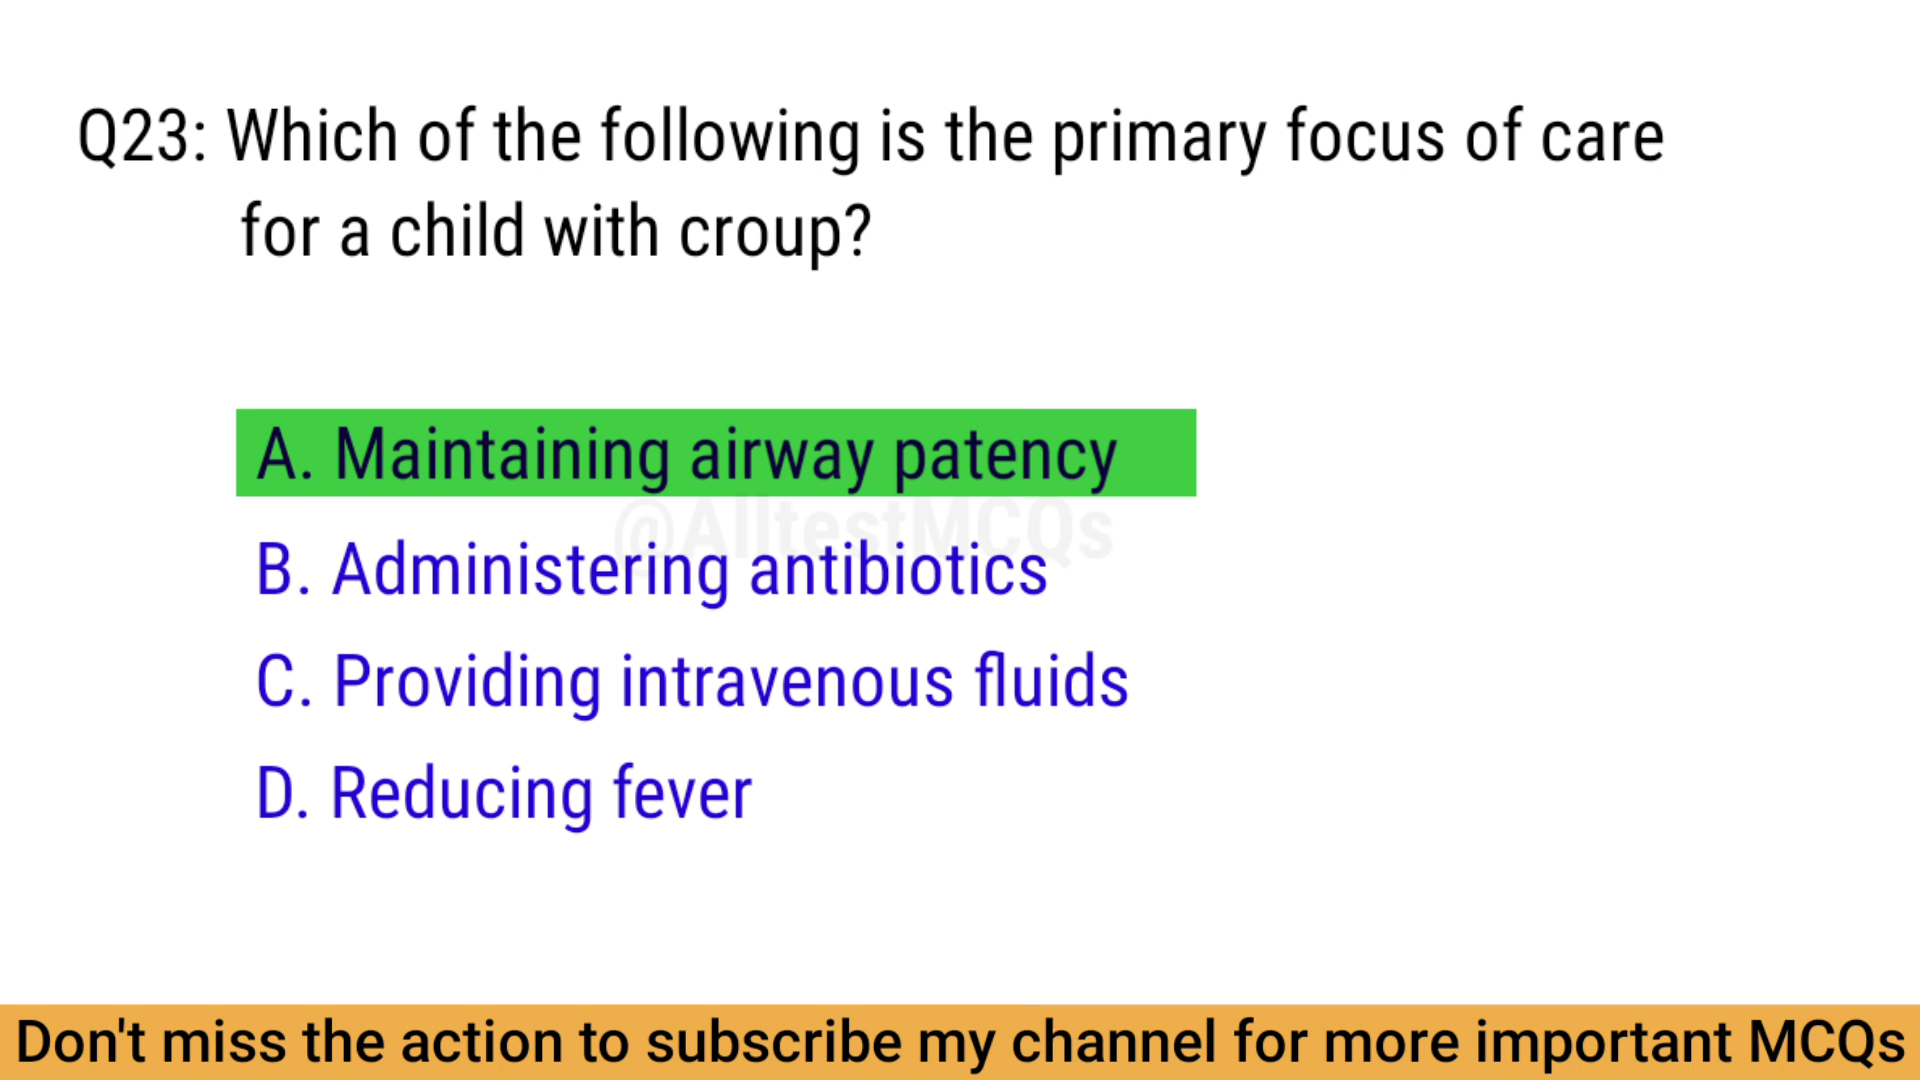 Q23: Which of the following is the primary focus of care
for a child with croup?
A. Maintaining airway patency
@AlltestMCQs
B. Administering antibiotics
C. Providing intravenous fluids
D. Reducing fever
Don't miss the action to subscribe my channel for more important MCQs